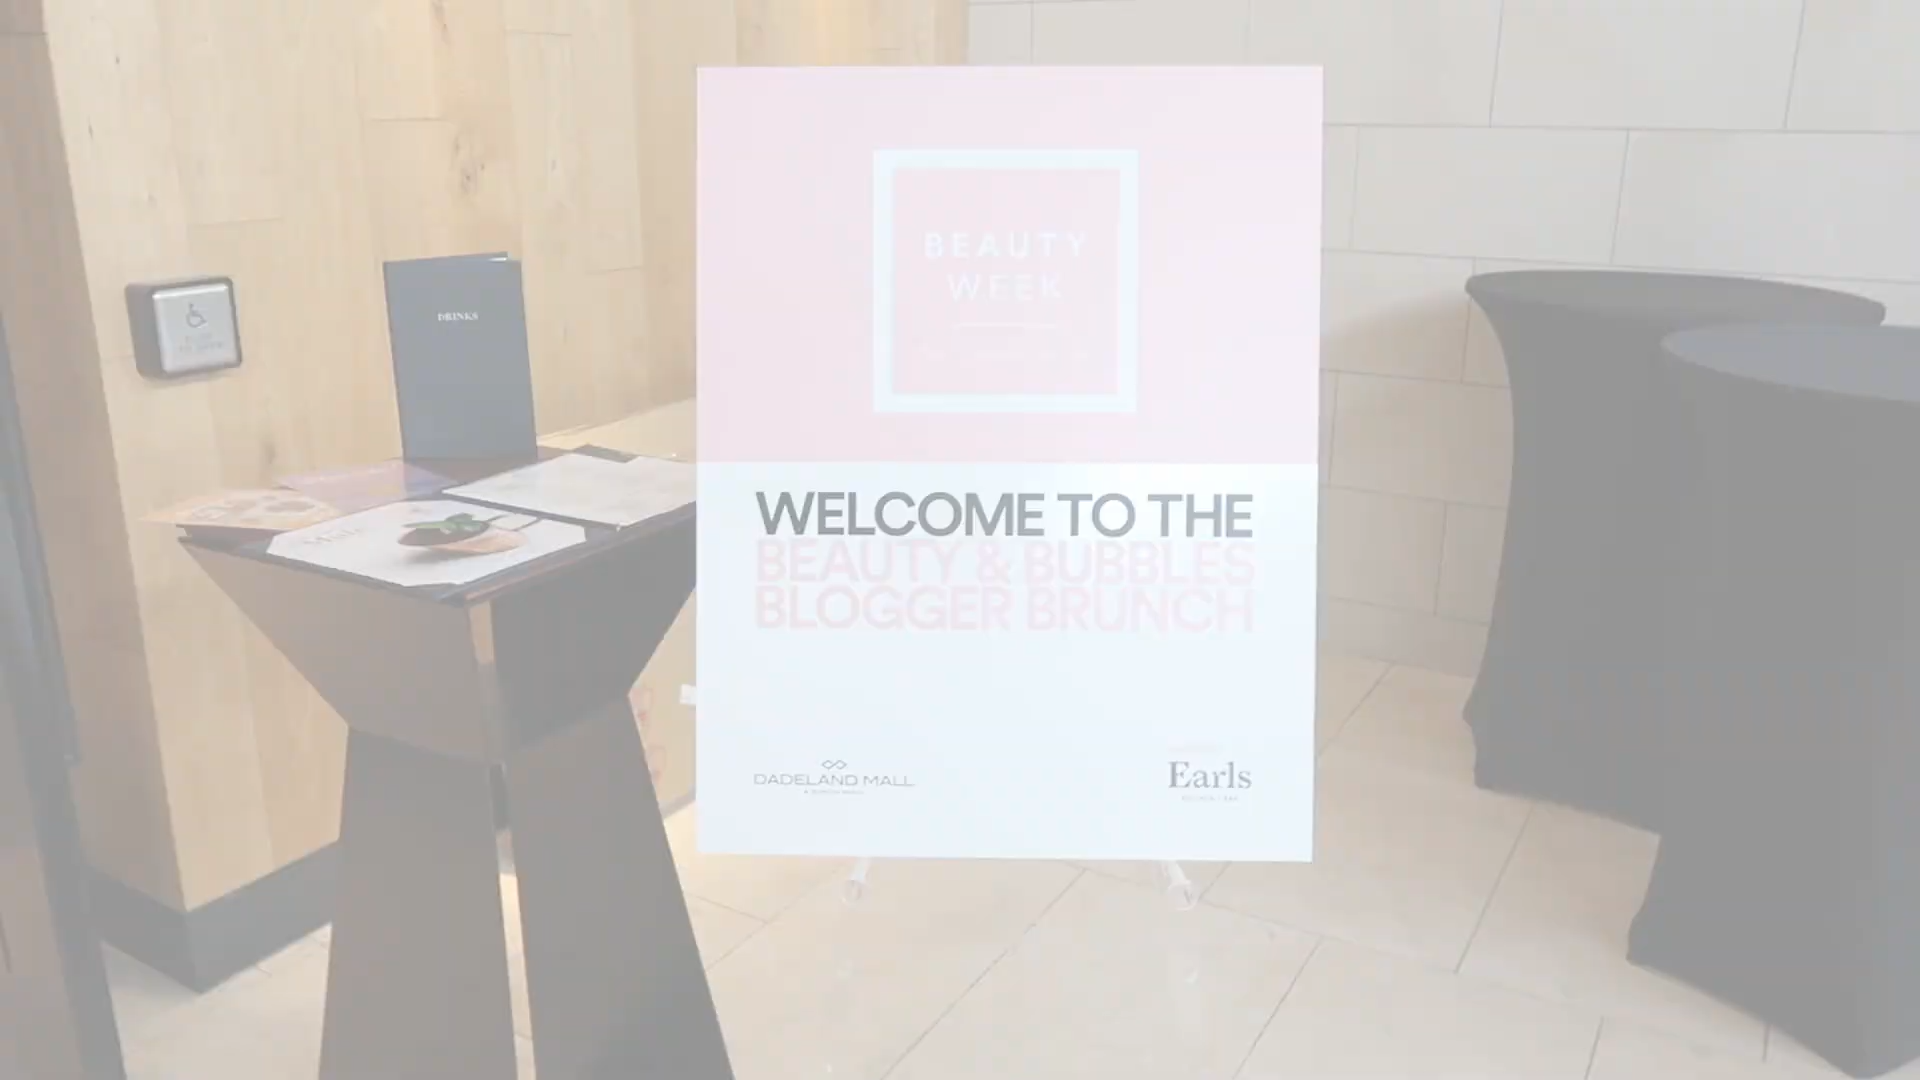 DRINKS
BEAUTY
WEEK
WELCOME TO THE
BEAUTY & BUBBLES
BLOGGER BRUNCH
DADELAND MALL
Earls